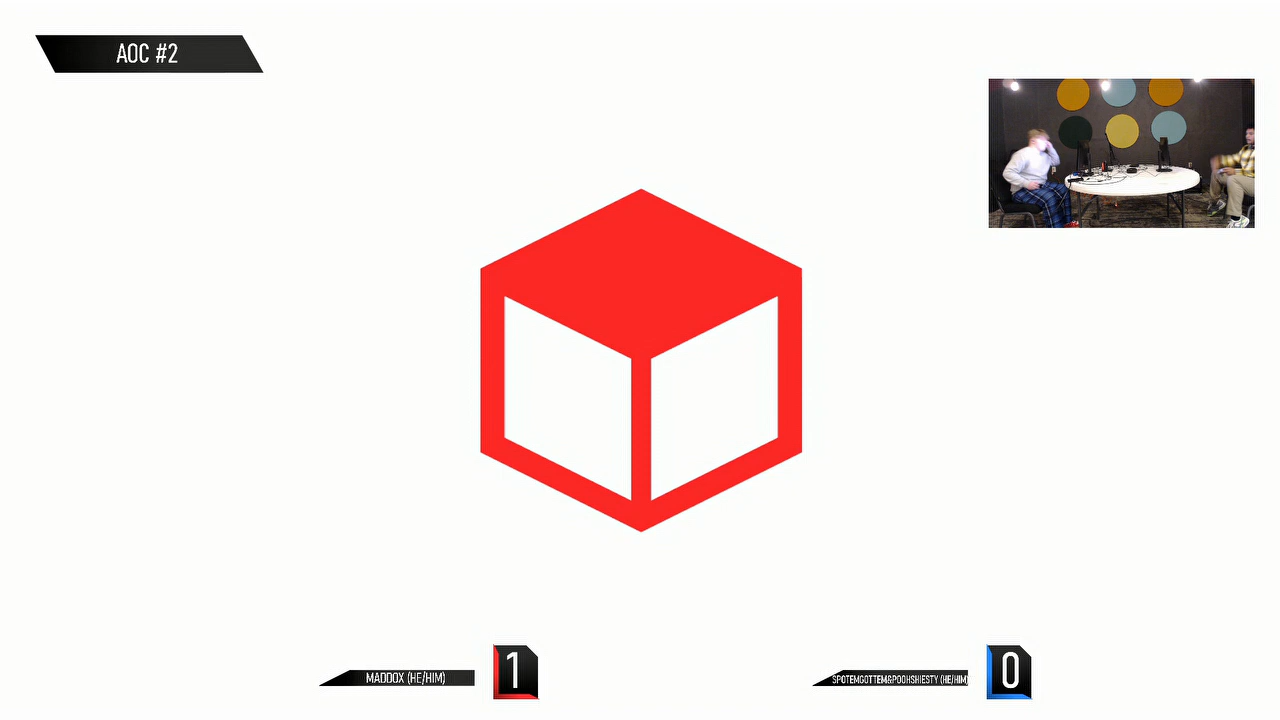 AOC #2
MADDOX (HE/HIM)
1
SPOTEMGOTTEM&POOHSHIESTY (HE/HIM)
0